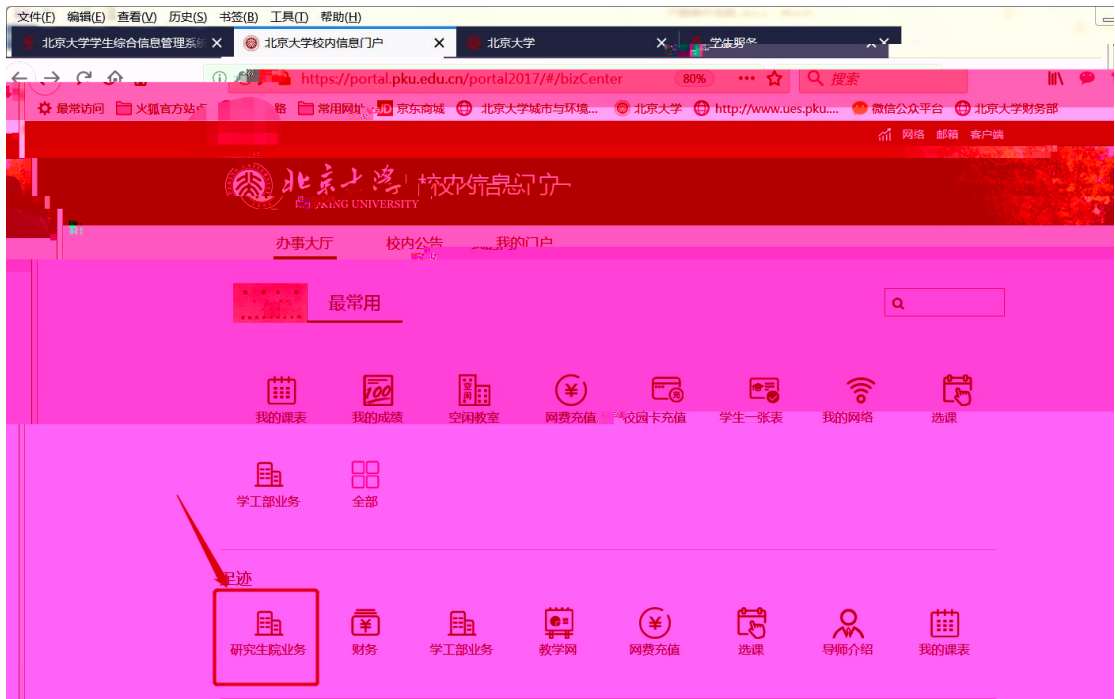 文件(F) 编辑(E) 查看(V) 历史(S) 书签(B) 工具(T) 帮助(H)
北京大学学生综合信息管理系统 北京大学校内信息门户 北京大学
https://portal.pku.edu.cn/portal2017/#/bizCenter 80% 搜索
最常访问 火狐官方站点 常用网址 JD 京东商城 北京大学城市与环境... 北京大学 http://www.ues.pku.... 微信公众平台 北京大学财务部
网络 邮箱 客户端
北京大学 校内信息门户
办事大厅 校内公告 我的门户
最常用
我的课表 我的成绩 空闲教室 网费充值 校园卡充值 学生一张表 我的网络 选课
学工部业务 全部
足迹
研究生院业务 财务 学工部业务 教学网 网费充值 选课 导师介绍 我的课表